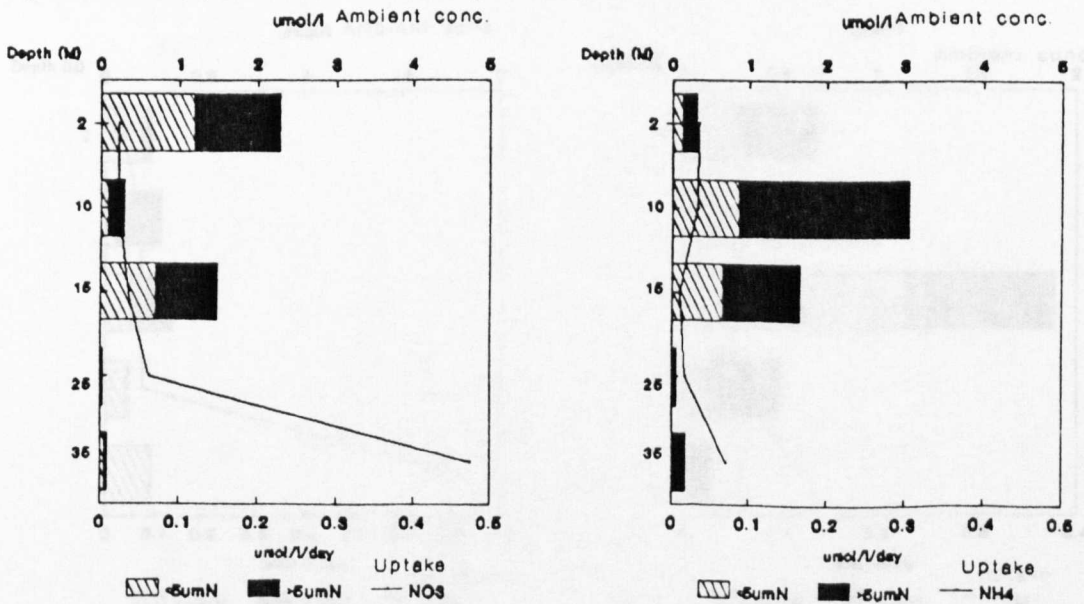 umol/l Ambient conc.
Depth (M)
0 1 2 3 4 5
2
10
15
25
35
0 0.1 0.2 0.3 0.4 0.5
umol/l/day
Uptake
<5umN >5umN NO3
umol/l Ambient conc.
Depth (M)
0 1 2 3 4 5
2
10
15
25
35
0 0.1 0.2 0.3 0.4 0.5
umol/l/day
Uptake
<5umN >5umN NH4